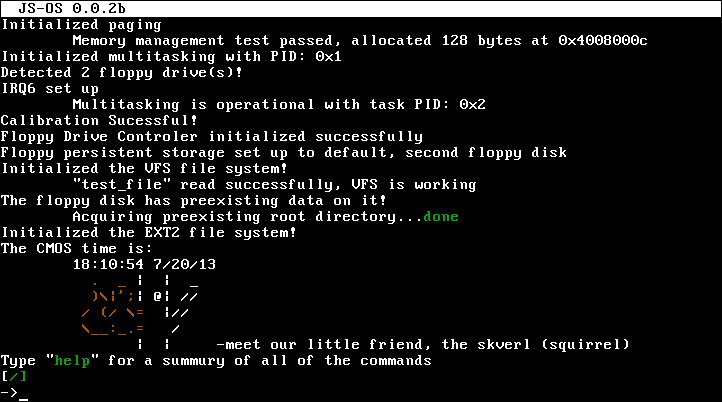 JS-OS 0.0.2b
Initialized paging
Memory management test passed, allocated 128 bytes at 0x4008000c
Initialized multitasking with PID: 0x1
Detected 2 floppy drive(s)!
IRQ6 set up
Multitasking is operational with task PID: 0x2
Calibration Sucessful!
Floppy Drive Controler initialized successfully
Floppy persistent storage set up to default, second floppy disk
Initialized the VFS file system!
"test_file" read successfully, VFS is working
The floppy disk has preexisting data on it!
Acquiring preexisting root directory...done
Initialized the EXT2 file system!
The CMOS time is:
18:10:54 7/20/13
.  _ ¦  ¦  _
)\¦';¦ @¦ //
/ (/ \=  ¦//
\__:_.=   /
¦  ¦     -meet our little friend, the skverl (squirrel)
Type "help" for a summury of all of the commands
[/]
->_